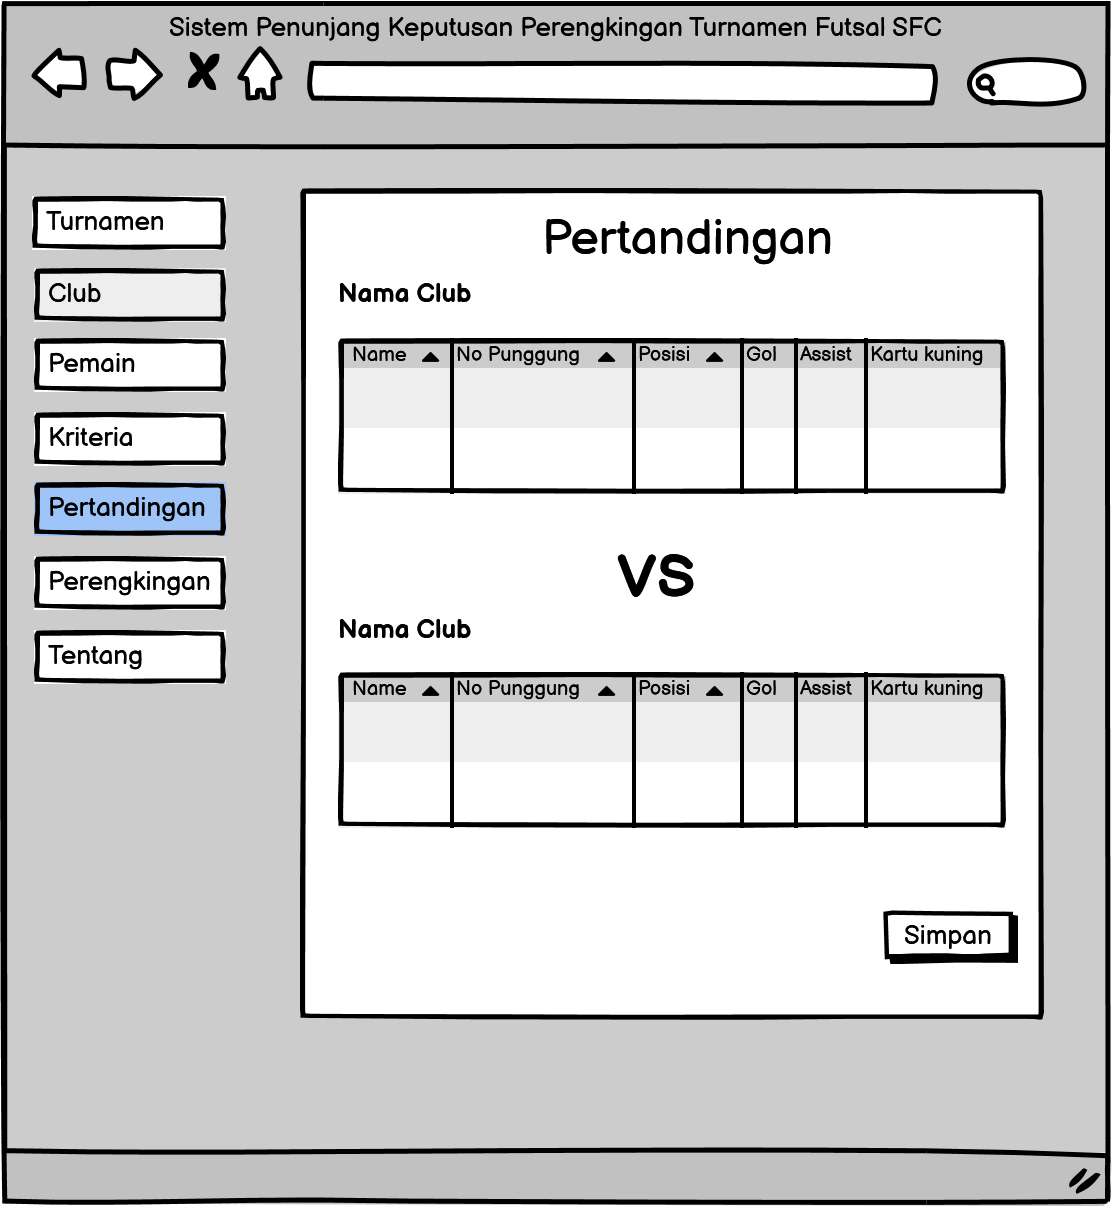 Sistem Penunjang Keputusan Perengkingan Turnamen Futsal SFC
Turnamen
Club
Pemain
Kriteria
Pertandingan
Perengkingan
Tentang
Pertandingan
Nama Club
Name No Punggung Posisi Gol Assist Kartu kuning
VS
Nama Club
Name No Punggung Posisi Gol Assist Kartu kuning
Simpan